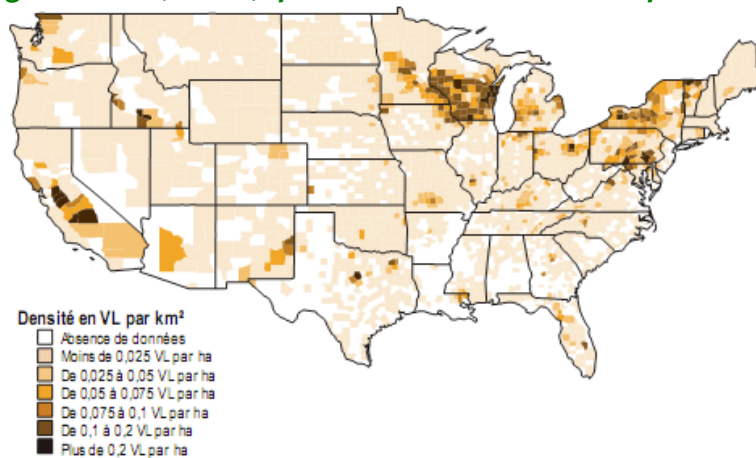 Densité en VL par km²
Absence de données
Moins de 0,025 VL par ha
De 0,025 à 0,05 VL par ha
De 0,05 à 0,075 VL par ha
De 0,075 à 0,1 VL par ha
De 0,1 à 0,2 VL par ha
Plus de 0,2 VL par ha